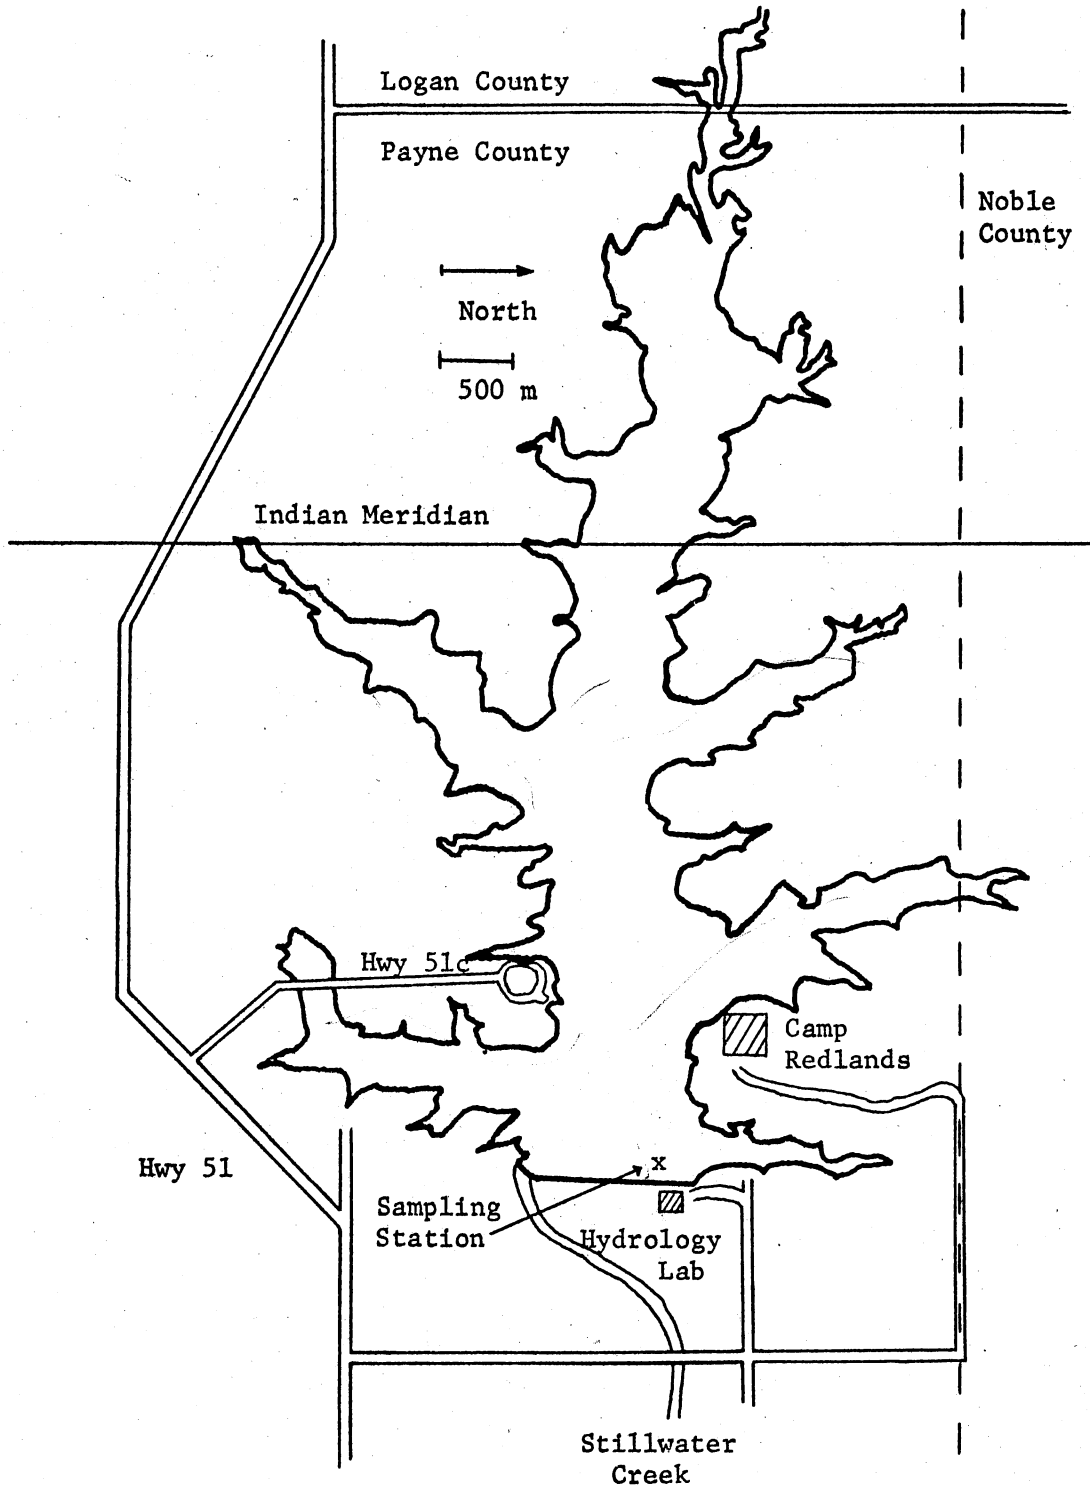 Logan County
Payne County
Noble
County
North
500 m
Indian Meridian
Hwy 51c
Camp
Redlands
Hwy 51
x
Sampling
Station
Hydrology
Lab
Stillwater
Creek